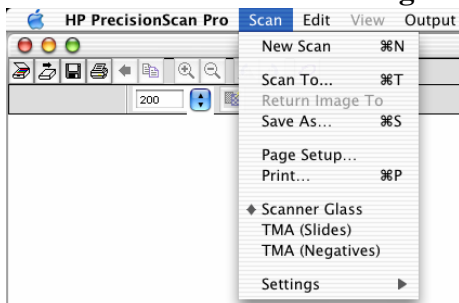 HP PrecisionScan Pro Scan Edit View Output
New Scan ⌘N
Scan To... ⌘T
Return Image To
Save As... ⌘S
200
Page Setup...
Print... ⌘P
Scanner Glass
TMA (Slides)
TMA (Negatives)
Settings